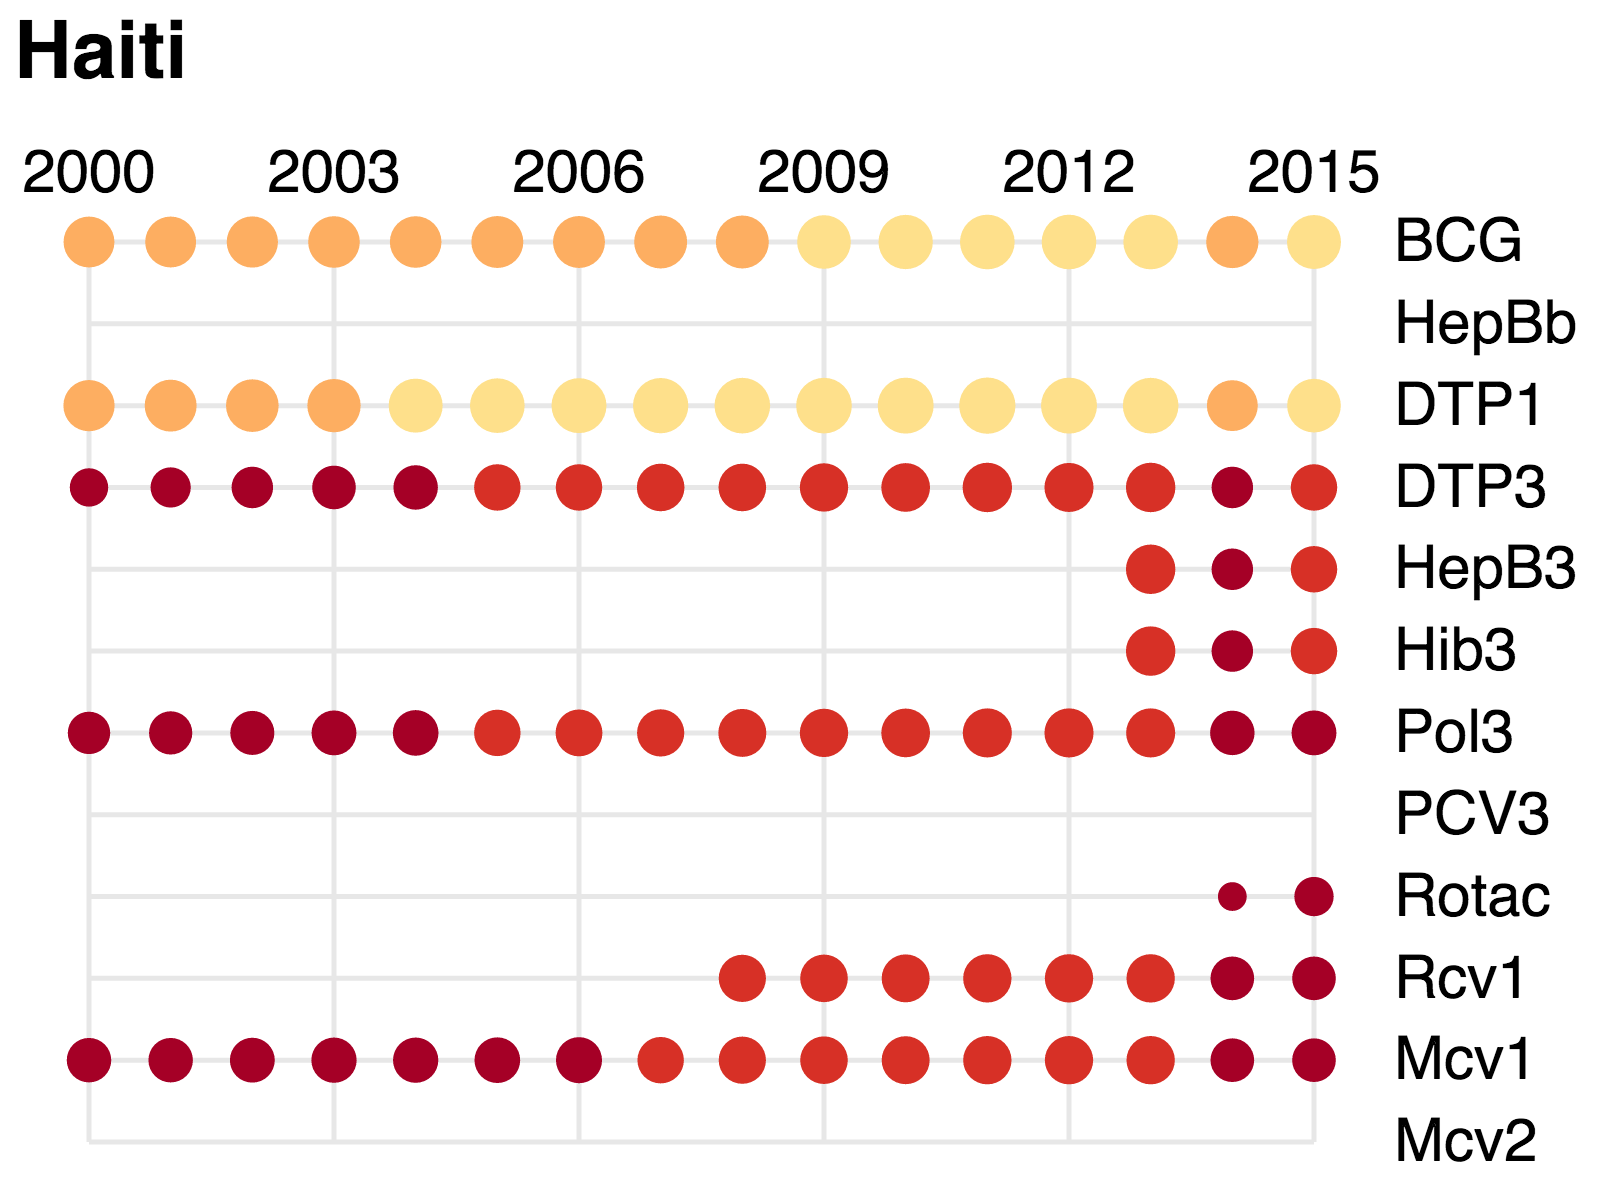 Haiti
2000 2003 2006 2009 2012 2015
BCG
HepBb
DTP1
DTP3
HepB3
Hib3
Pol3
PCV3
Rotac
Rcv1
Mcv1
Mcv2